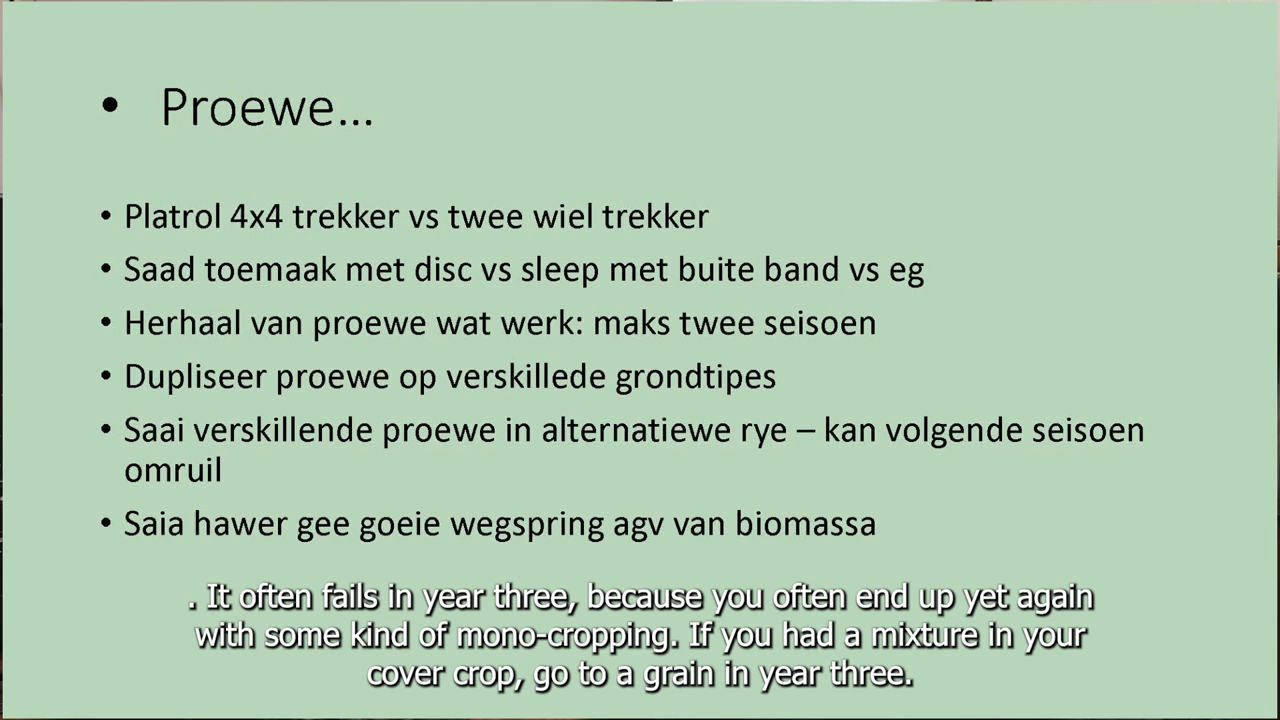 • Proewe...
• Platrol 4x4 trekker vs twee wiel trekker
• Saad toemaak met disc vs sleep met buite band vs eg
• Herhaal van proewe wat werk: maks twee seisoen
• Dupliseer proewe op verskillede grondtipes
• Saai verskillende proewe in alternatiewe rye – kan volgende seisoen
omruil
• Saia hawer gee goeie wegspring agv van biomassa
. It often fails in year three, because you often end up yet again
with some kind of mono-cropping. If you had a mixture in your
cover crop, go to a grain in year three.